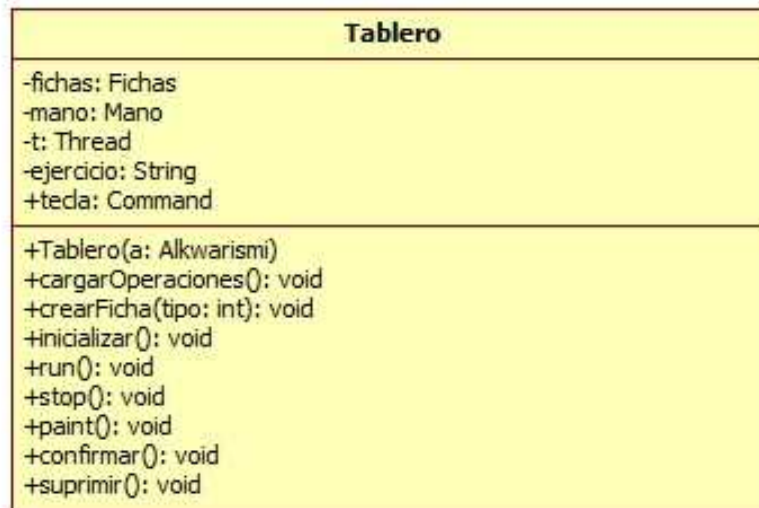 Tablero
-fichas: Fichas
-mano: Mano
-t: Thread
-ejercicio: String
+tecla: Command
+Tablero(a: Alkwarismi)
+cargarOperaciones(): void
+crearFicha(tipo: int): void
+inicializar(): void
+run(): void
+stop(): void
+paint(): void
+confirmar(): void
+suprimir(): void